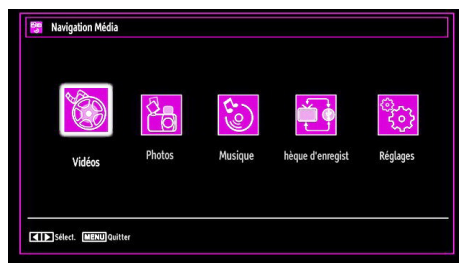 Navigation Média
Vidéos Photos Musique hèque d'enregist Réglages
Sélect. MENU Quitter